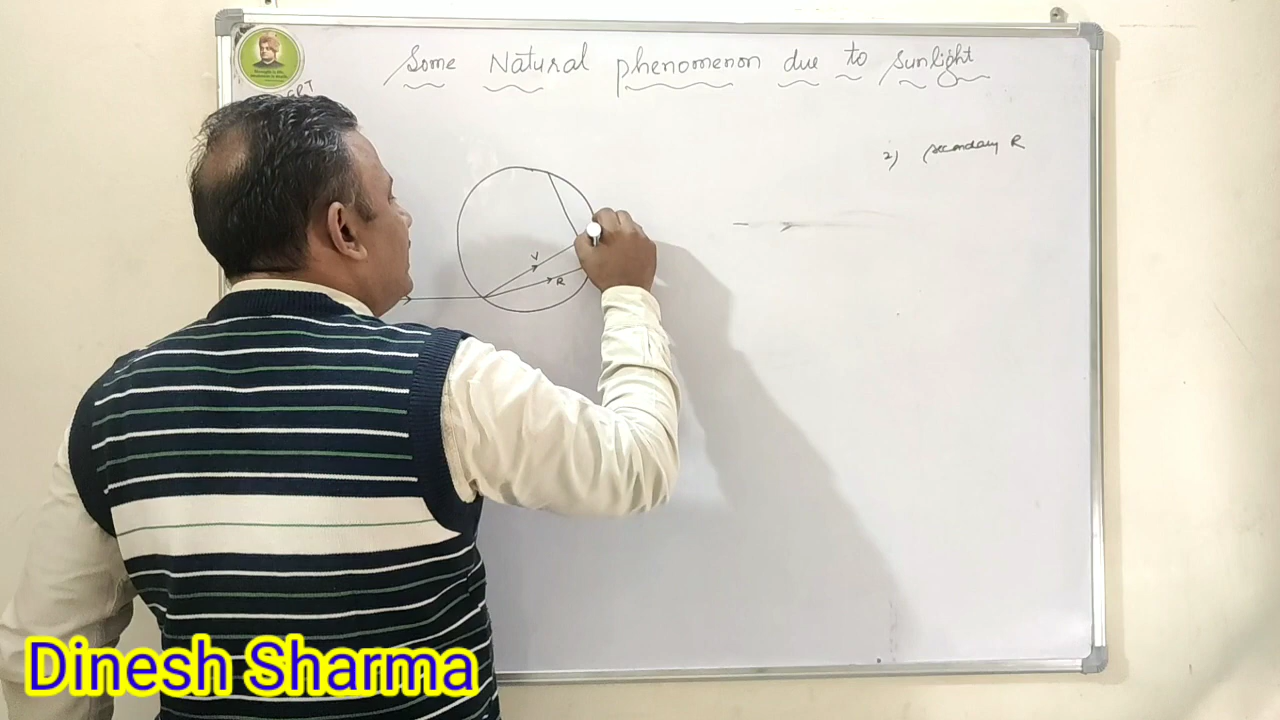 Some Natural phenomenon due to Sunlight
2) secondary R
V
R
Dinesh Sharma